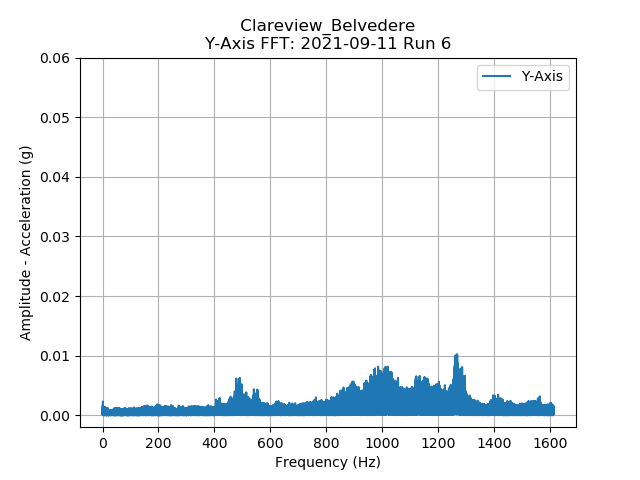 Clareview_Belvedere
Y-Axis FFT: 2021-09-11 Run 6
Y-Axis
0.06
0.05
0.04
0.03
0.02
0.01
0.00
Amplitude - Acceleration (g)
0 200 400 600 800 1000 1200 1400 1600
Frequency (Hz)